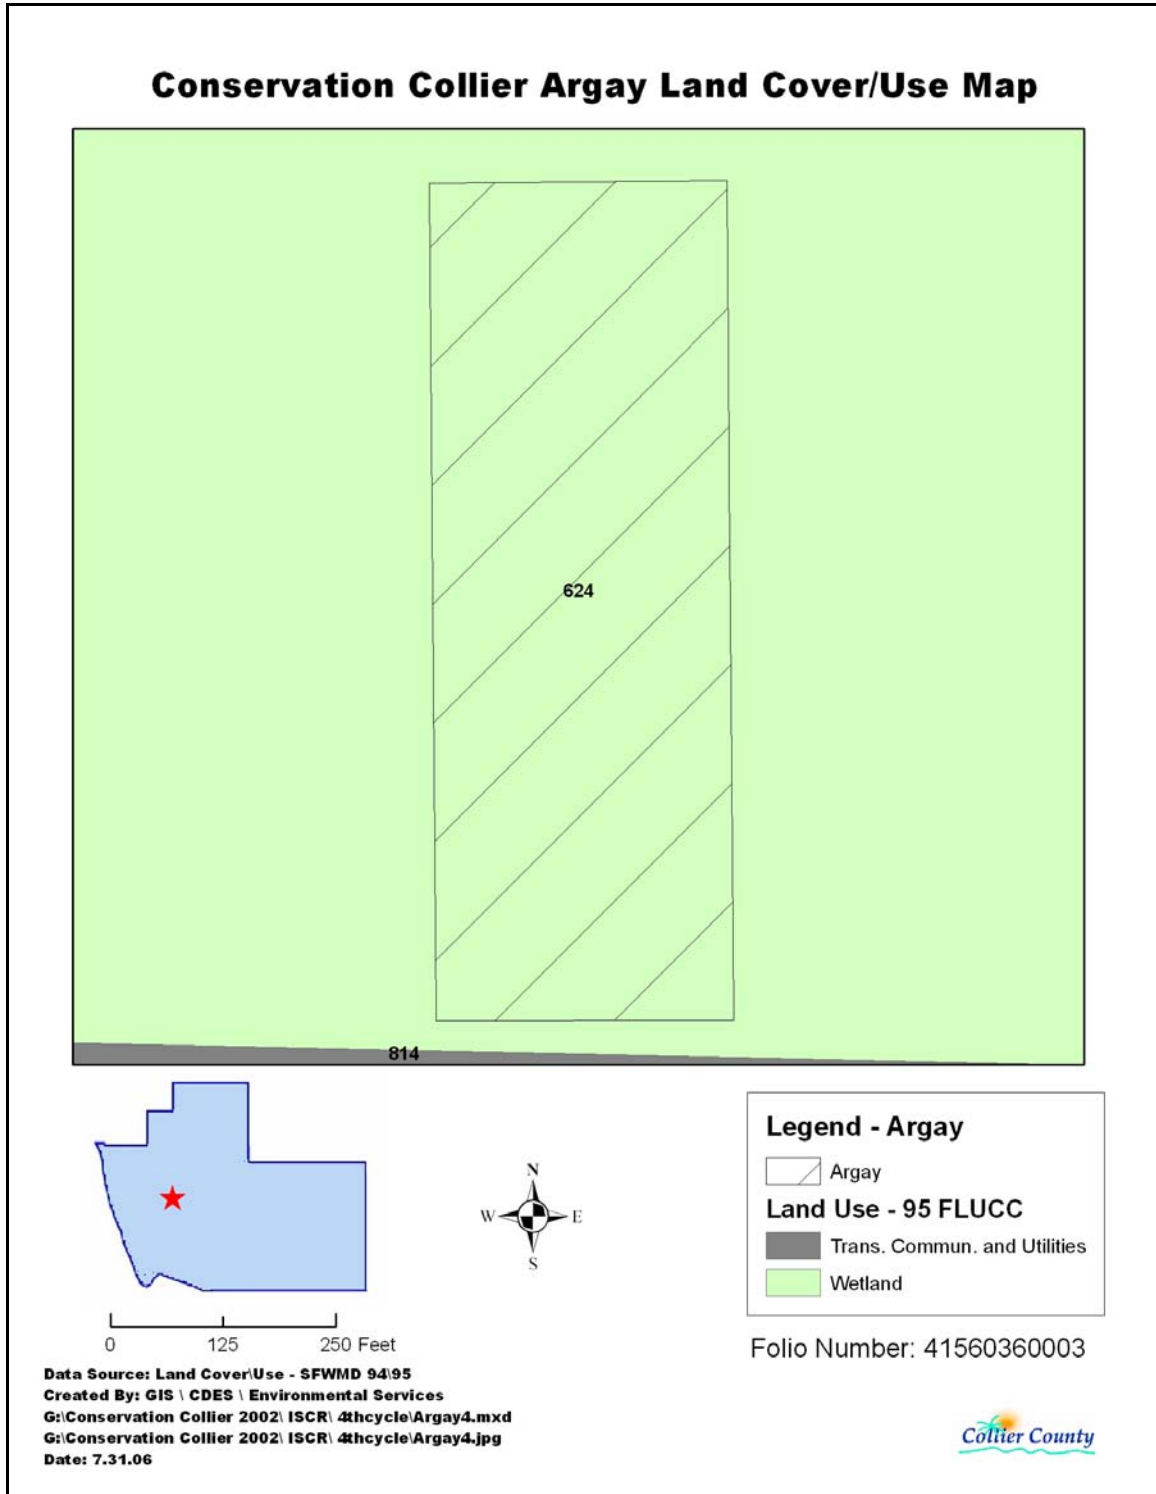 Conservation Collier Argay Land Cover/Use Map
624
814
N
W E
S
0 125 250 Feet
Legend - Argay
Argay
Land Use - 95 FLUCC
Trans. Commun. and Utilities
Wetland
Folio Number: 41560360003
Data Source: Land Cover\Use - SFWMD 94\95
Created By: GIS \ CDES \ Environmental Services
G:\Conservation Collier 2002\ ISCR\ 4thcycle\Argay4.mxd
G:\Conservation Collier 2002\ ISCR\ 4thcycle\Argay4.jpg
Date: 7.31.06
Collier County